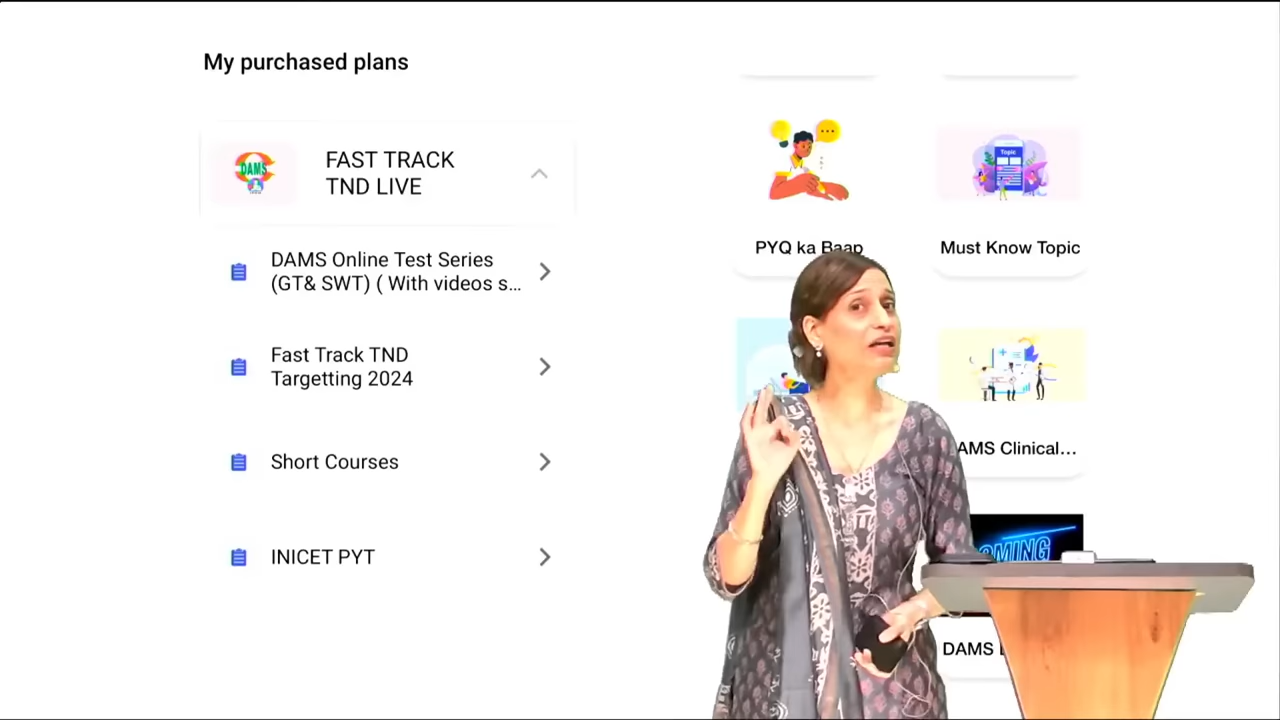 My purchased plans
DAMS
FAST TRACK
TND LIVE
DAMS Online Test Series
(GT& SWT) ( With videos s...
Fast Track TND
Targetting 2024
Short Courses
INICET PYT
Topic
PYQ ka Baap
Must Know Topic
AMS Clinical...
OMING
DAMS